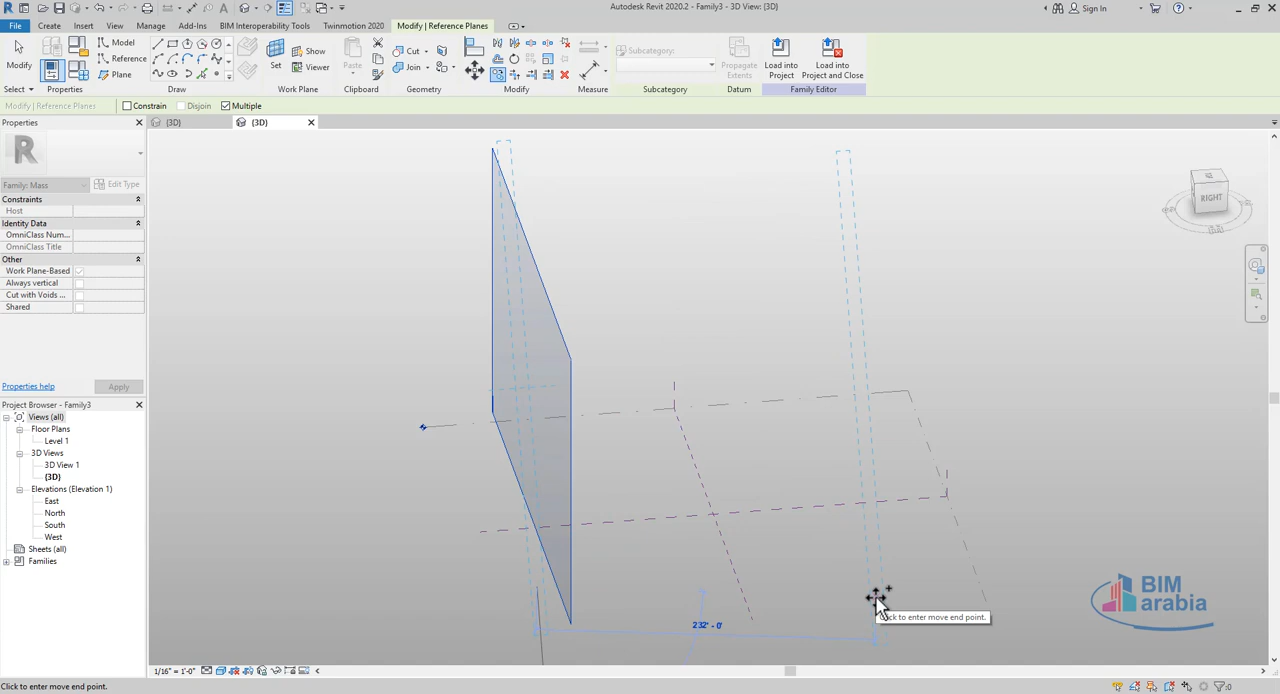 Autodesk Revit 2020.2 - Family3 - 3D View: {3D}
Sign In
File Create Insert View Manage Add-Ins BIM Interoperability Tools Twinmotion 2020 Modify | Reference Planes
Modify
Model
Reference
Plane
Set
Show
Viewer
Paste
Cut
Join
Subcategory:
Propagate
Extents
Load into
Project
Load into
Project and Close
Select Properties Draw Work Plane Clipboard Geometry Modify Measure Subcategory Datum Family Editor
Modify | Reference Planes Constrain Disjoin Multiple
Properties
{3D}
{3D}
Family: Mass
Edit Type
Constraints
Host
Identity Data
OmniClass Num...
OmniClass Title
Other
Work Plane-Based
Always vertical
Cut with Voids ...
Shared
Properties help
Apply
Project Browser - Family3
Views (all)
Floor Plans
Level 1
3D Views
3D View 1
{3D}
Elevations (Elevation 1)
East
North
South
West
Sheets (all)
Families
RIGHT
232' - 0"
Click to enter move end point.
BIM
arabia
1/16" = 1'-0"
Click to enter move end point.
:0